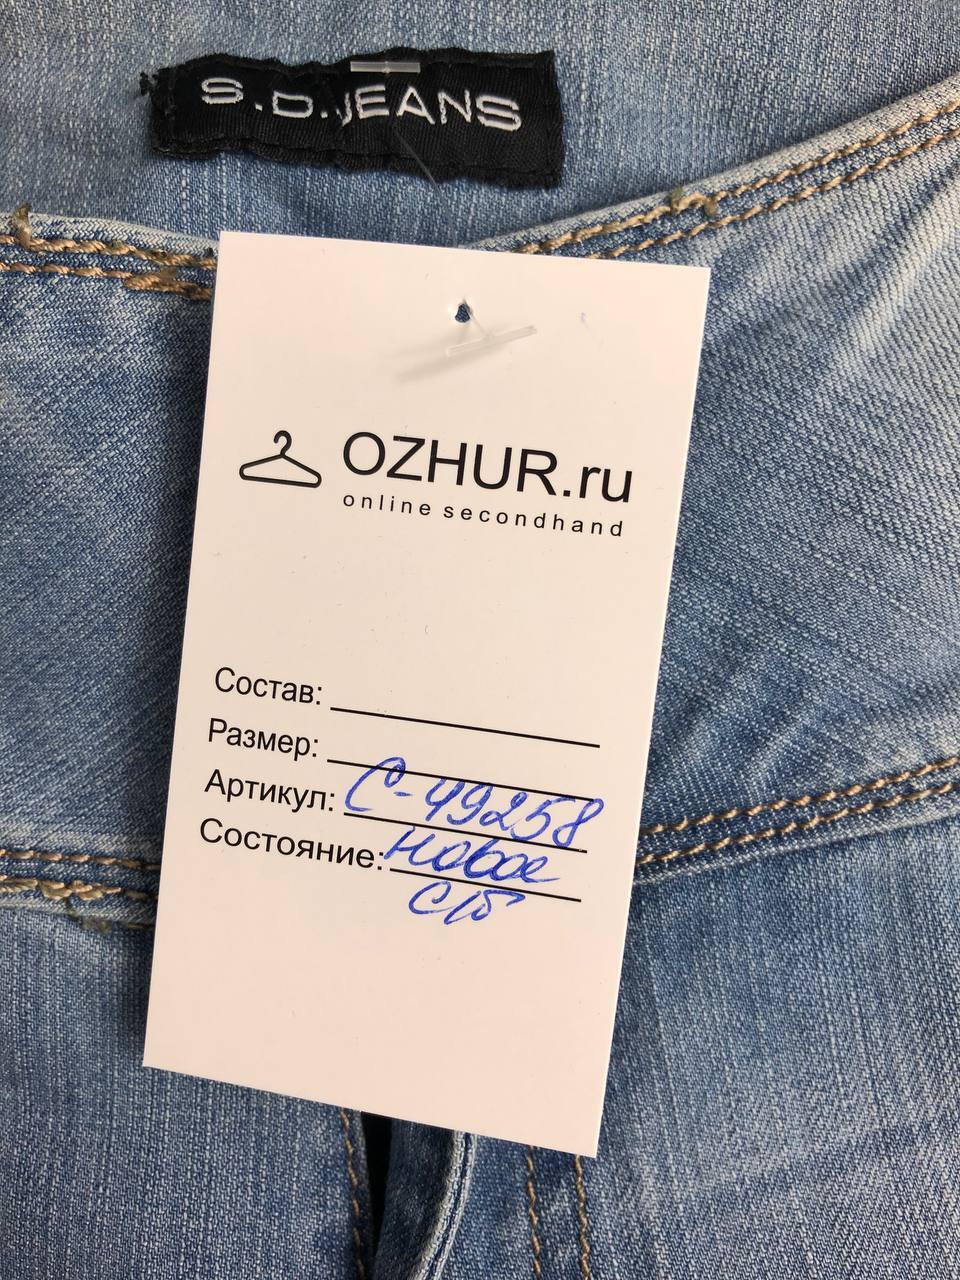 S.D.JEANS
OZHUR.ru
online secondhand
Состав:
Размер:
Артикул: С-49258
Состояние: Новое
с/б